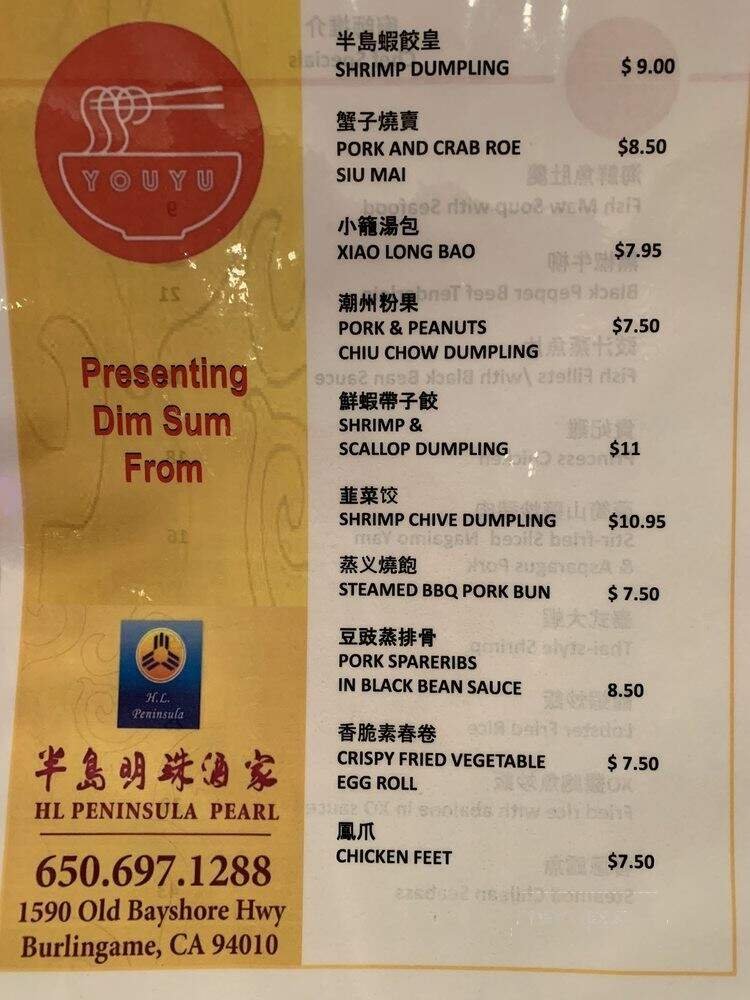 YOUYU
Presenting
Dim Sum
From
H.L.
Peninsula
半島明珠酒家
HL PENINSULA PEARL
650.697.1288
1590 Old Bayshore Hwy
Burlingame, CA 94010
半島蝦餃皇
SHRIMP DUMPLING $ 9.00
蟹子燒賣
PORK AND CRAB ROE $8.50
SIU MAI
小籠湯包
XIAO LONG BAO $7.95
潮州粉果
PORK & PEANUTS $7.50
CHIU CHOW DUMPLING
鮮蝦帶子餃
SHRIMP &
SCALLOP DUMPLING $11
韮菜饺
SHRIMP CHIVE DUMPLING $10.95
蒸义燒飽
STEAMED BBQ PORK BUN $ 7.50
豆豉蒸排骨
PORK SPARERIBS
IN BLACK BEAN SAUCE 8.50
香脆素春卷
CRISPY FRIED VEGETABLE $ 7.50
EGG ROLL
鳳爪
CHICKEN FEET $7.50